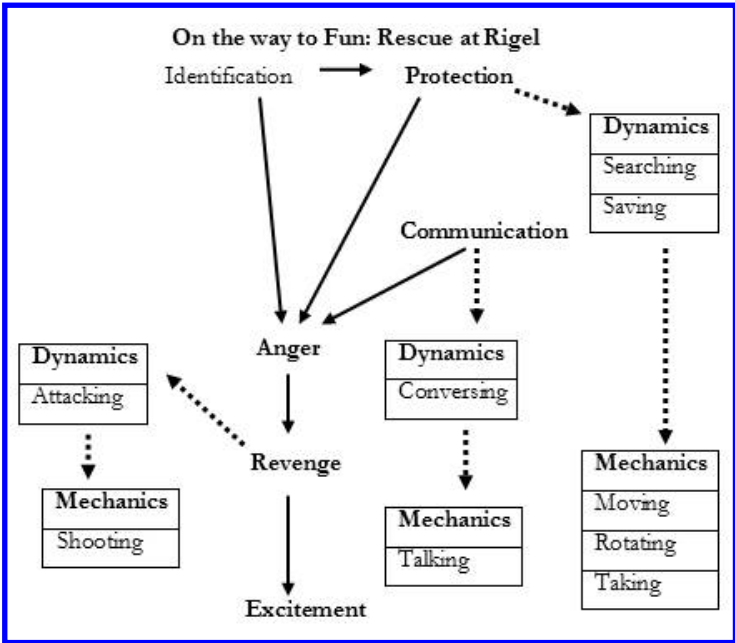 On the way to Fun: Rescue at Rigel
Identification
Protection
Dynamics
Searching
Saving
Communication
Anger
Dynamics
Attacking
Dynamics
Conversing
Revenge
Mechanics
Shooting
Mechanics
Talking
Mechanics
Moving
Rotating
Taking
Excitement